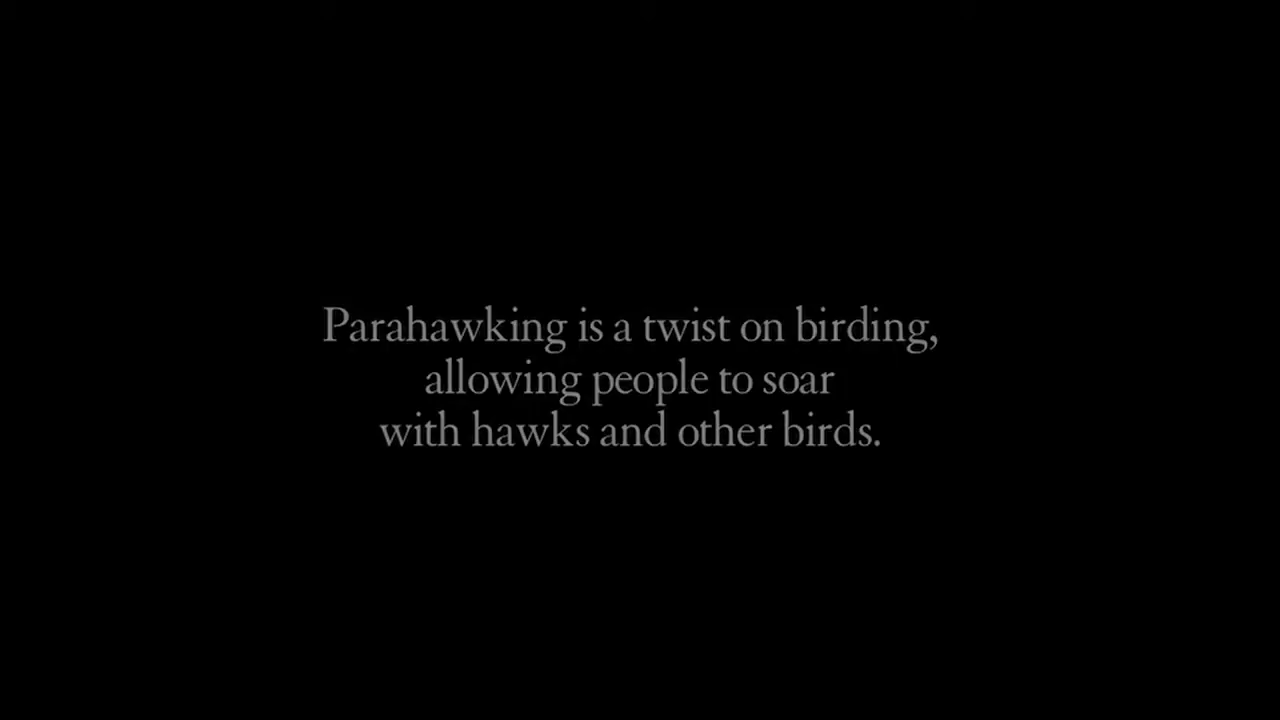 Parahawking is a twist on birding,
allowing people to soar
with hawks and other birds.